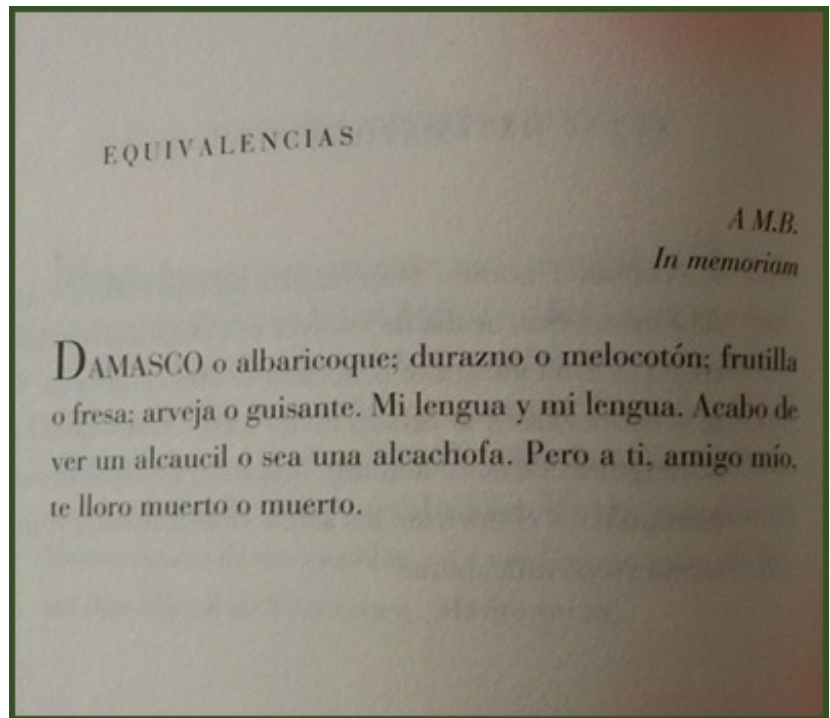 EQUIVALENCIAS
A M.B.
In memoriam
DAMASCO o albaricoque; durazno o melocotón; frutilla
o fresa; arveja o guisante. Mi lengua y mi lengua. Acabo de
ver un alcaucil o sea una alcachofa. Pero a ti, amigo mío,
te lloro muerto o muerto.